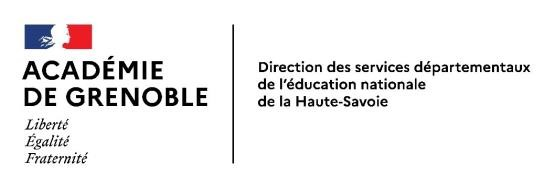 ACADÉMIE
DE GRENOBLE
Liberté
Égalité
Fraternité
Direction des services départementaux
de l'éducation nationale
de la Haute-Savoie